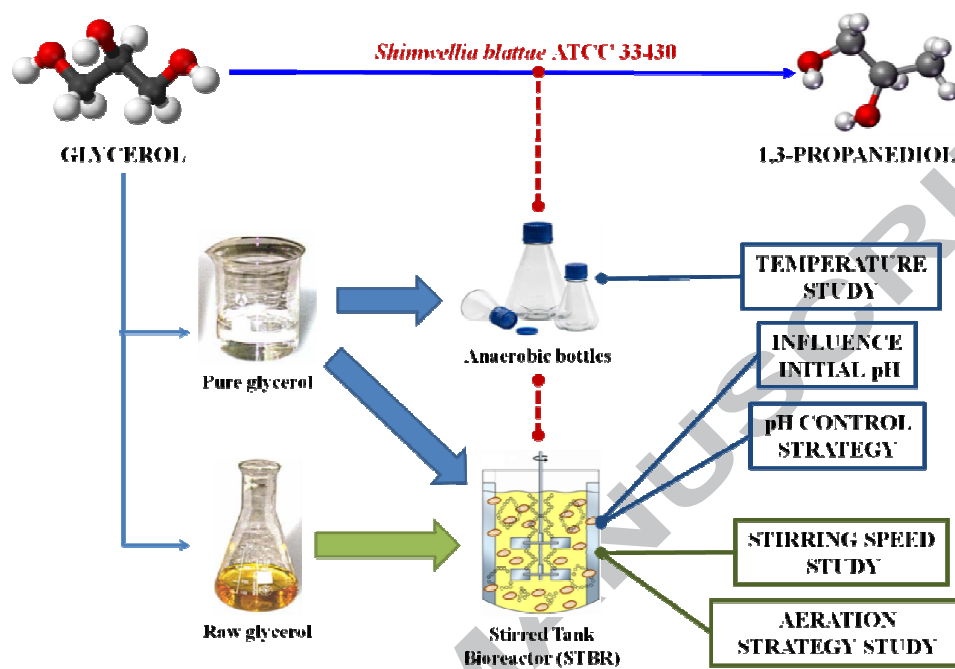 Shimwellia blattae ATCC 33430
GLYCEROL
1,3-PROPANEDIOL
TEMPERATURE
STUDY
INFLUENCE
INITIAL pH
Anaerobic bottles
Pure glycerol
pH CONTROL
STRATEGY
STIRRING SPEED
STUDY
AERATION
STRATEGY STUDY
Raw glycerol
Stirred Tank
Bioreactor (STBR)
MANUSCRI